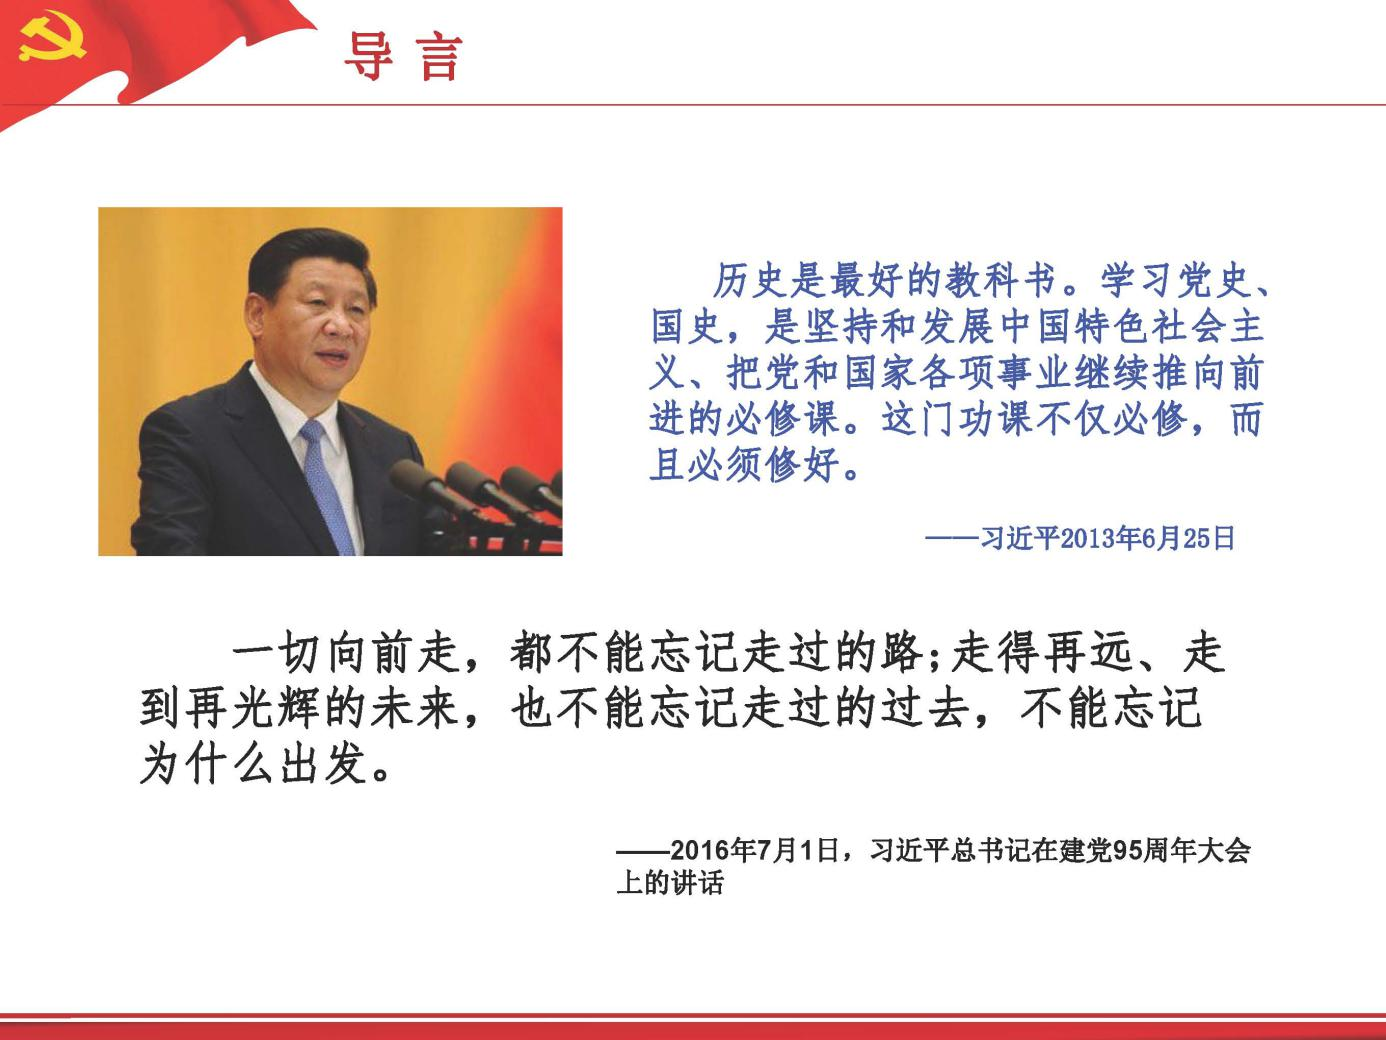 导 言
历史是最好的教科书。学习党史、
国史，是坚持和发展中国特色社会主
义、把党和国家各项事业继续推向前
进的必修课。这门功课不仅必修，而
且必须修好。
——习近平2013年6月25日
一切向前走，都不能忘记走过的路;走得再远、走
到再光辉的未来，也不能忘记走过的过去，不能忘记
为什么出发。
——2016年7月1日，习近平总书记在建党95周年大会
上的讲话